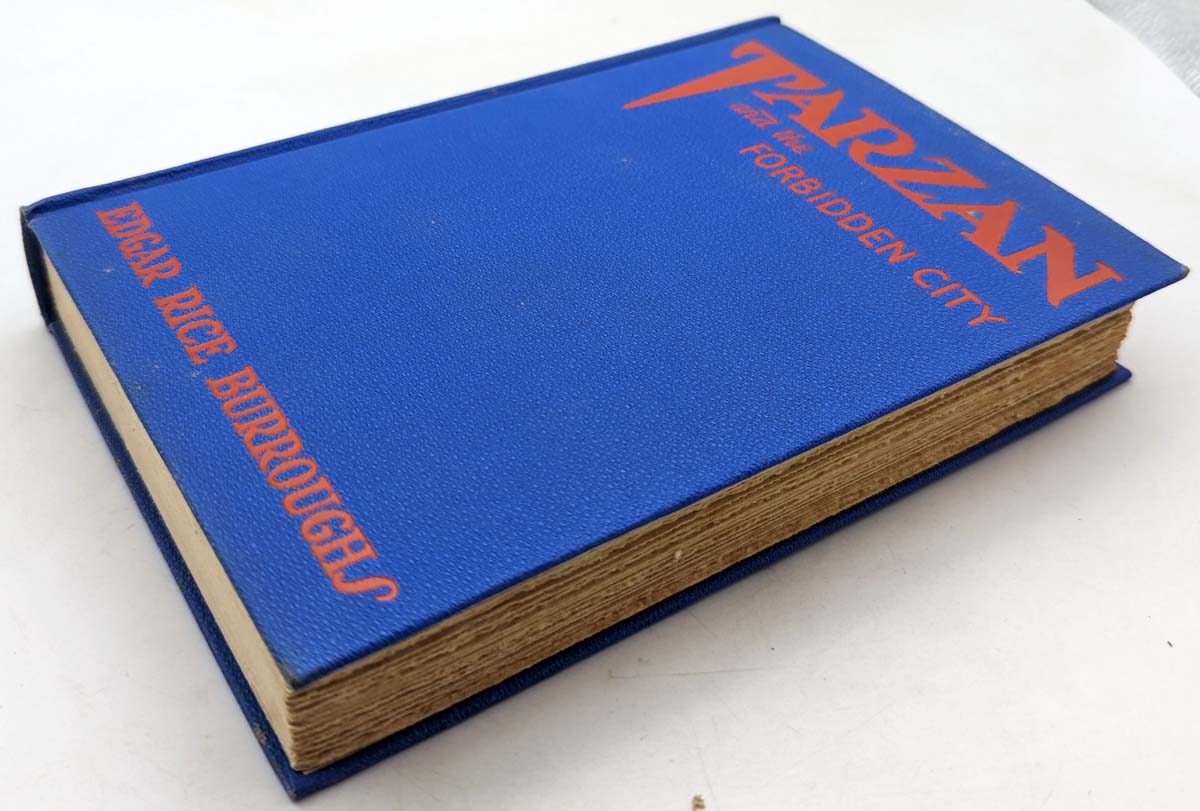 TARZAN
and the
FORBIDDEN CITY
EDGAR RICE BURROUGHS